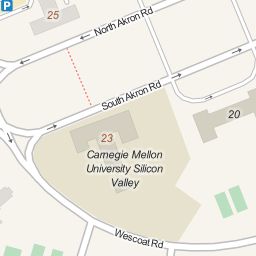 P
25
North Akron Rd
South Akron Rd
20
23
Carnegie Mellon
University Silicon
Valley
Wescoat Rd